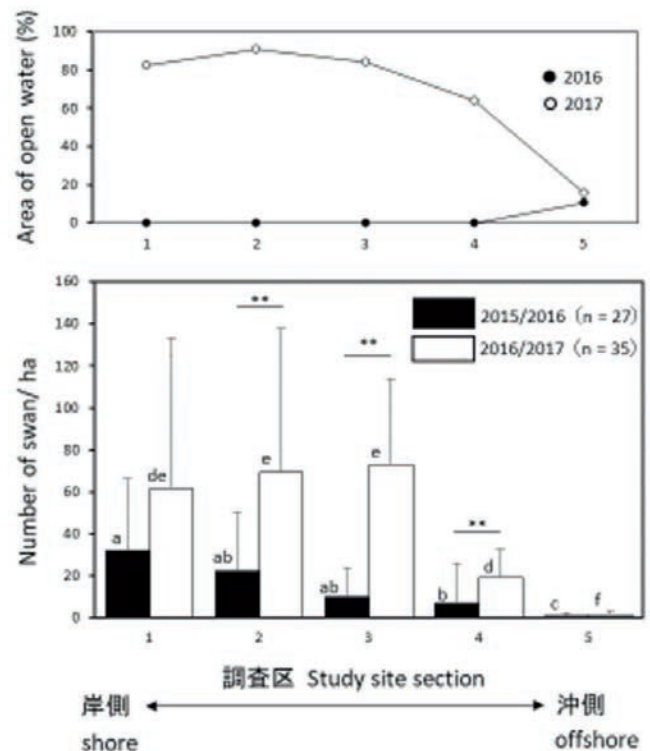 Area of open water (%)
100
80
60
40
20
0
● 2016
○ 2017
1 2 3 4 5
Number of swan/ ha
160
140
120
100
80
60
40
20
0
2015/2016 (n = 27)
2016/2017 (n = 35)
** ** **
a de ab e ab e b d c f
1 2 3 4 5
調査区 Study site section
岸側 沖側
shore offshore